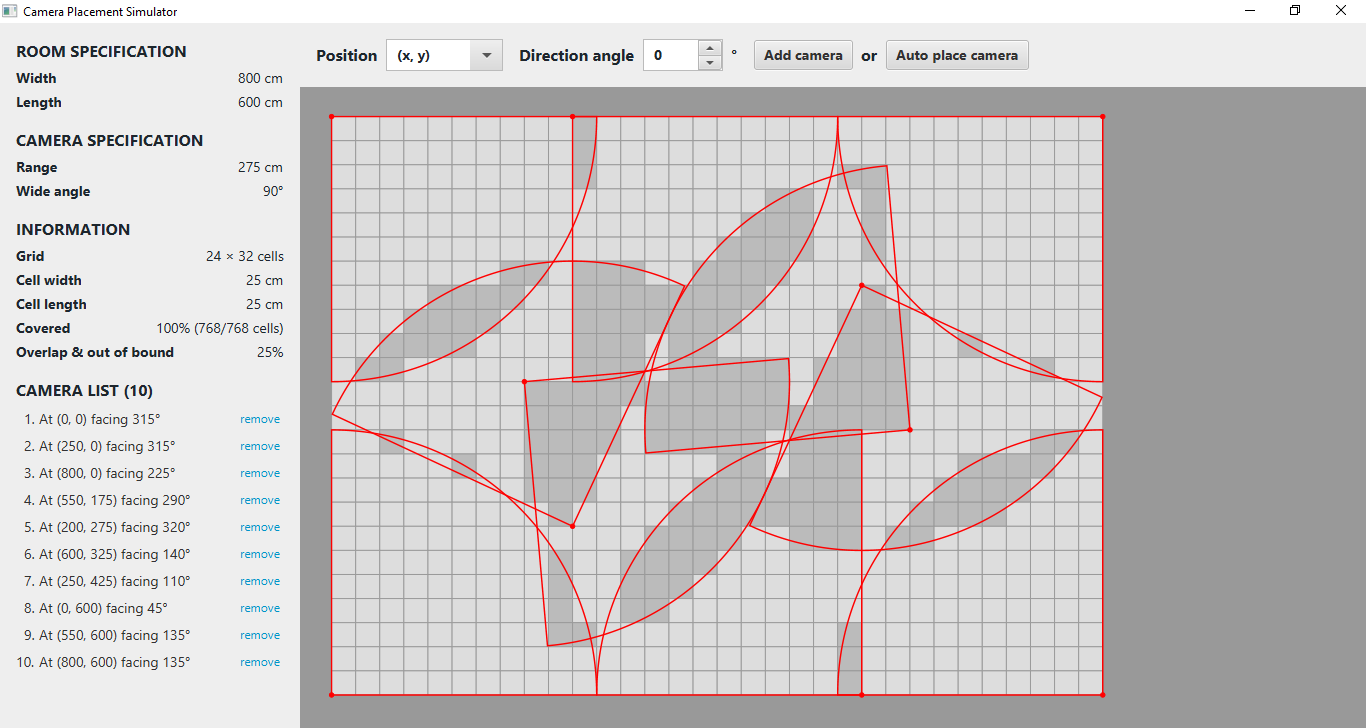 Camera Placement Simulator
Position (x, y) Direction angle 0 ° Add camera or Auto place camera
ROOM SPECIFICATION
Width 800 cm
Length 600 cm
CAMERA SPECIFICATION
Range 275 cm
Wide angle 90°
INFORMATION
Grid 24 × 32 cells
Cell width 25 cm
Cell length 25 cm
Covered 100% (768/768 cells)
Overlap & out of bound 25%
CAMERA LIST (10)
1. At (0, 0) facing 315° remove
2. At (250, 0) facing 315° remove
3. At (800, 0) facing 225° remove
4. At (550, 175) facing 290° remove
5. At (200, 275) facing 320° remove
6. At (600, 325) facing 140° remove
7. At (250, 425) facing 110° remove
8. At (0, 600) facing 45° remove
9. At (550, 600) facing 135° remove
10. At (800, 600) facing 135° remove